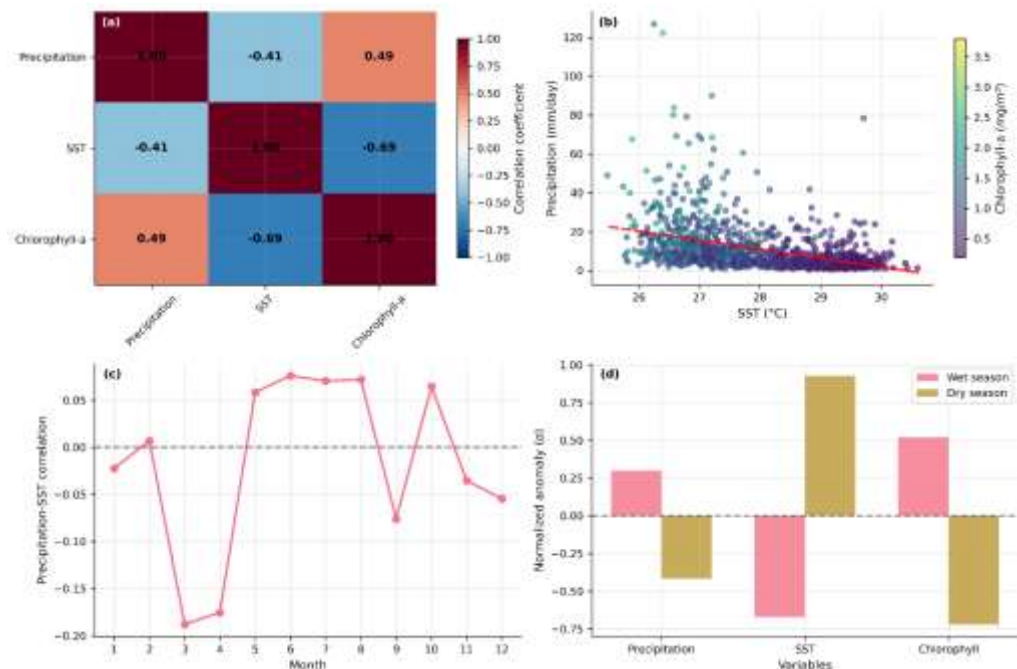 (a)
Precipitation
SST
Chlorophyll-a
1.00 -0.41 0.49
-0.41 1.00 -0.69
0.49 -0.69 1.00
Precipitation SST Chlorophyll-a
1.00
0.75
0.50
0.25
0.00
-0.25
-0.50
-0.75
-1.00
Correlation coefficient
(b)
Precipitation (mm/day)
120
100
80
60
40
20
0
26 27 28 29 30
SST (°C)
3.5
3.0
2.5
2.0
1.5
1.0
0.5
Chlorophyll-a (mg/m³)
(c)
Precipitation-SST correlation
0.05
0.00
-0.05
-0.10
-0.15
-0.20
1 2 3 4 5 6 7 8 9 10 11 12
Month
(d)
Wet season
Dry season
Normalized anomaly (σ)
1.00
0.75
0.50
0.25
0.00
-0.25
-0.50
-0.75
Precipitation SST Chlorophyll
Variables